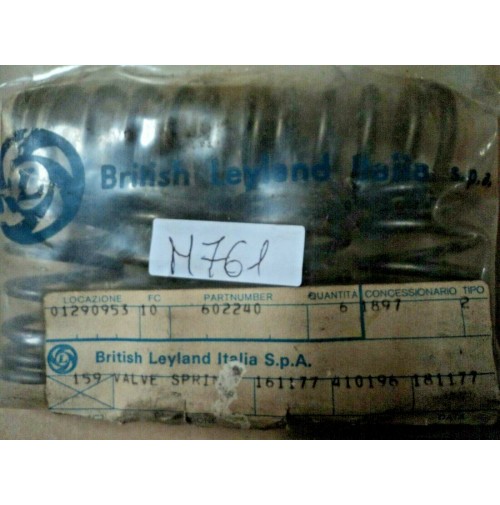 British Leyland Italia s.p.a.
M761
LOCAZIONE FC PARTNUMBER QUANTITA CONCESSIONARIO TIPO
01290953 10 602240 6 1897 2
British Leyland Italia S.p.A.
159 VALVE 161177 410196 181177
DATA